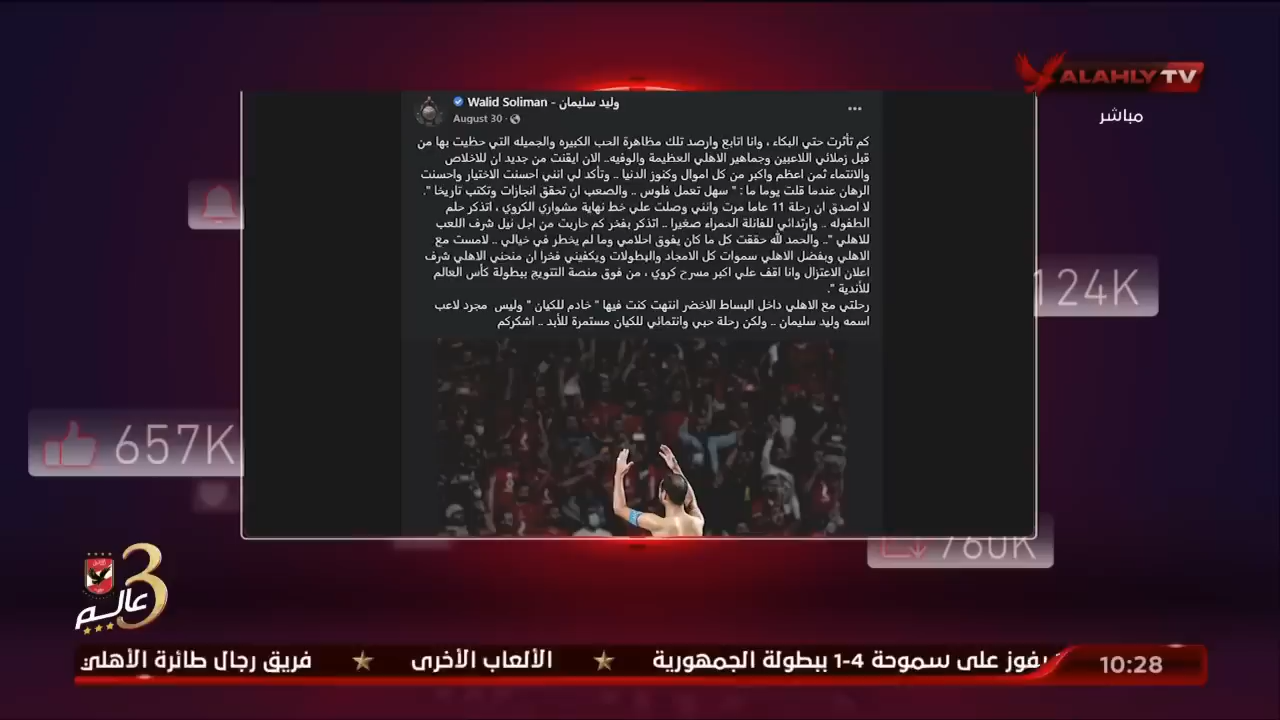 ALAHLY TV
مباشر
Walid Soliman - وليد سليمان
August 30
كم تأثرت حتي البكاء ، وانا اتابع وارصد تلك مظاهرة الحب الكبيره والجميله التي حظيت بها من
قبل زملائي اللاعبين وجماهير الاهلي العظيمة والوفيه.. الان ايقنت من جديد ان للاخلاص
والانتماء ثمن اعظم واكبر من كل اموال وكنوز الدنيا .. وتأكد لي انني احسنت الاختيار واحسنت
الرهان عندما قلت يوما ما : " سهل تعمل فلوس .. والصعب ان تحقق انجازات وتكتب تاريخا ".
لا اصدق ان رحلة 11 عاما مرت وانني وصلت علي خط نهاية مشواري الكروي ، اتذكر حلم
الطفوله .. وارتدائي للفانلة الحمراء صغيرا .. اتذكر بفخر كم حاربت من اجل نيل شرف اللعب
للاهلي ".. والحمد لله حققت كل ما كان يفوق احلامي وما لم يخطر في خيالي .. لامست مع
الاهلي وبفضل الاهلي سموات كل الامجاد والبطولات ويكفيني فخرا ان منحني الاهلي شرف
اعلان الاعتزال وانا اقف علي اكبر مسرح كروي ، من فوق منصة التتويج ببطولة كأس العالم
للأندية ".
رحلتي مع الاهلي داخل البساط الاخضر انتهت كنت فيها " خادم للكيان " وليس مجرد لاعب
اسمه وليد سليمان .. ولكن رحلة حبي وانتمائي للكيان مستمرة للأبد .. اشكركم
124K
657K
760K
3 عالم
يفوز على سموحة 4-1 ببطولة الجمهورية ★ الألعاب الأخرى ★ فريق رجال طائرة الأهلي
10:28